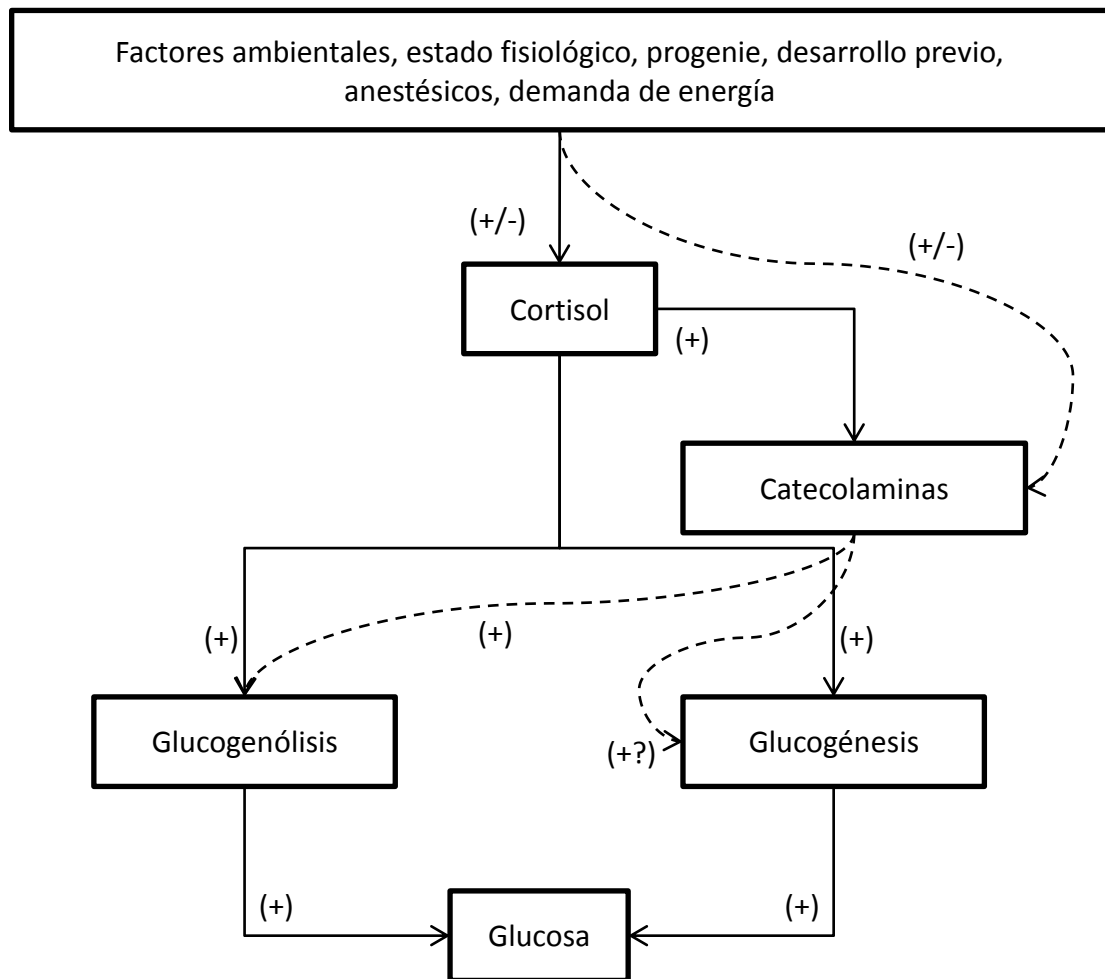 Factores ambientales, estado fisiológico, progenie, desarrollo previo,
anestésicos, demanda de energía
(+/-)
(+/-)
Cortisol
(+)
Catecolaminas
(+)
(+)
(+)
Glucogenólisis
(+?)
Glucogénesis
(+)
(+)
Glucosa